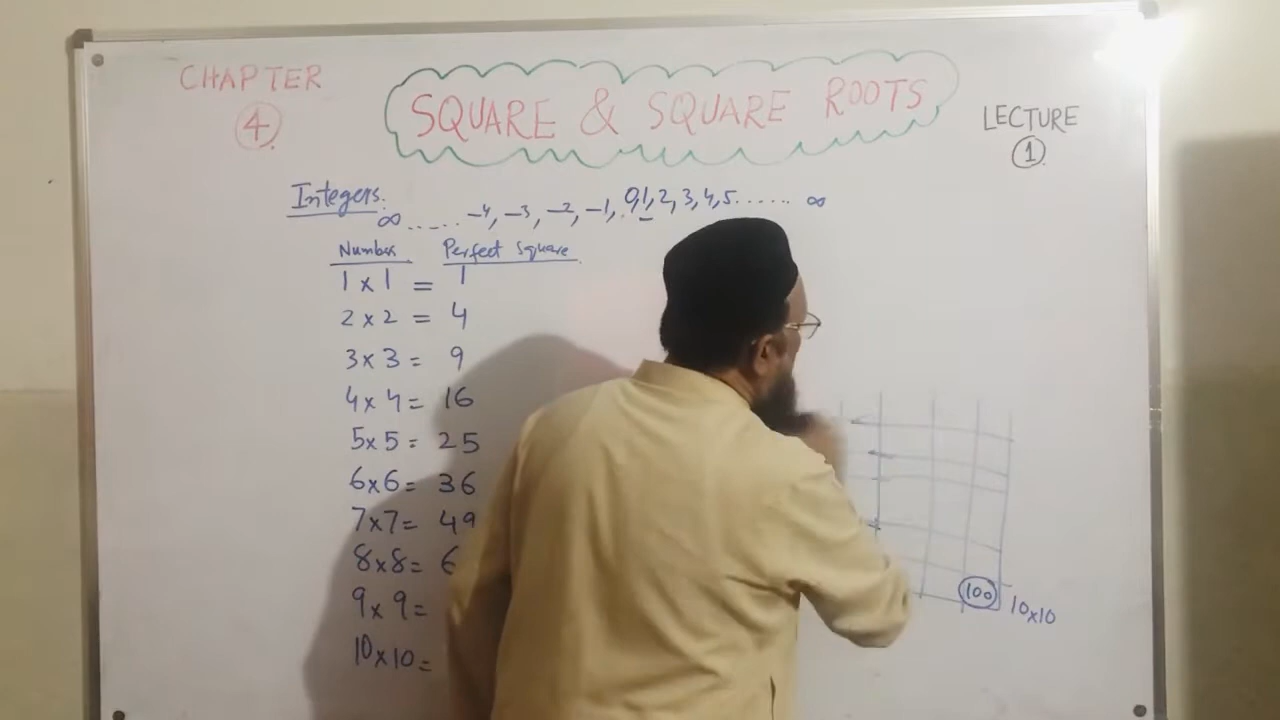 CHAPTER
4.
SQUARE & SQUARE ROOTS
LECTURE
1.
Integers.
∞ ...... -4, -3, -2, -1, 0,1,2,3,4,5...... ∞
Number Perfect Square
1 x 1 = 1
2 x 2 = 4
3 x 3 = 9
4 x 4 = 16
5 x 5 = 25
6 x 6 = 36
7 x 7 = 49
8 x 8 = 6
9 x 9 =
10 x 10 =
100 10x10